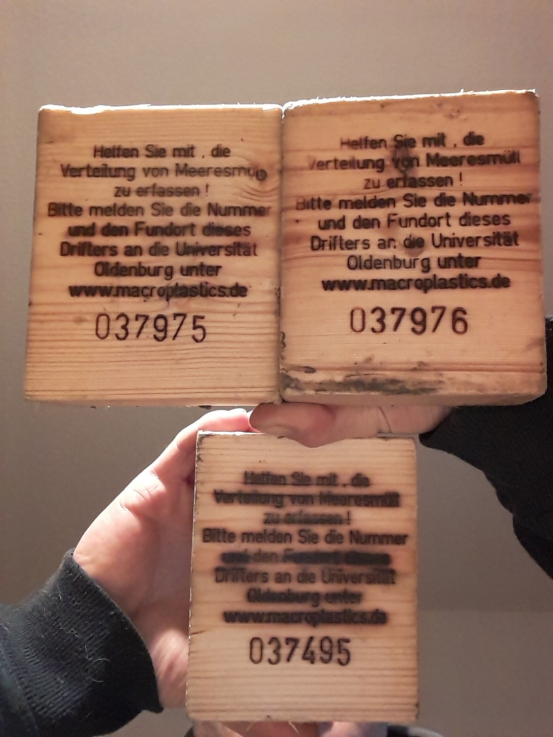 Helfen Sie mit , die
Verteilung von Meeresmüll
zu erfassen !
Bitte melden Sie die Nummer
und den Fundort dieses
Drifters an die Universität
Oldenburg unter
www.macroplastics.de
037975
Helfen Sie mit , die
Verteilung von Meeresmüll
zu erfassen !
Bitte melden Sie die Nummer
und den Fundort dieses
Drifters an die Universität
Oldenburg unter
www.macroplastics.de
037976
Helfen Sie mit , die
Verteilung von Meeresmüll
zu erfassen !
Bitte melden Sie die Nummer
und den Fundort dieses
Drifters an die Universität
Oldenburg unter
www.macroplastics.de
037495